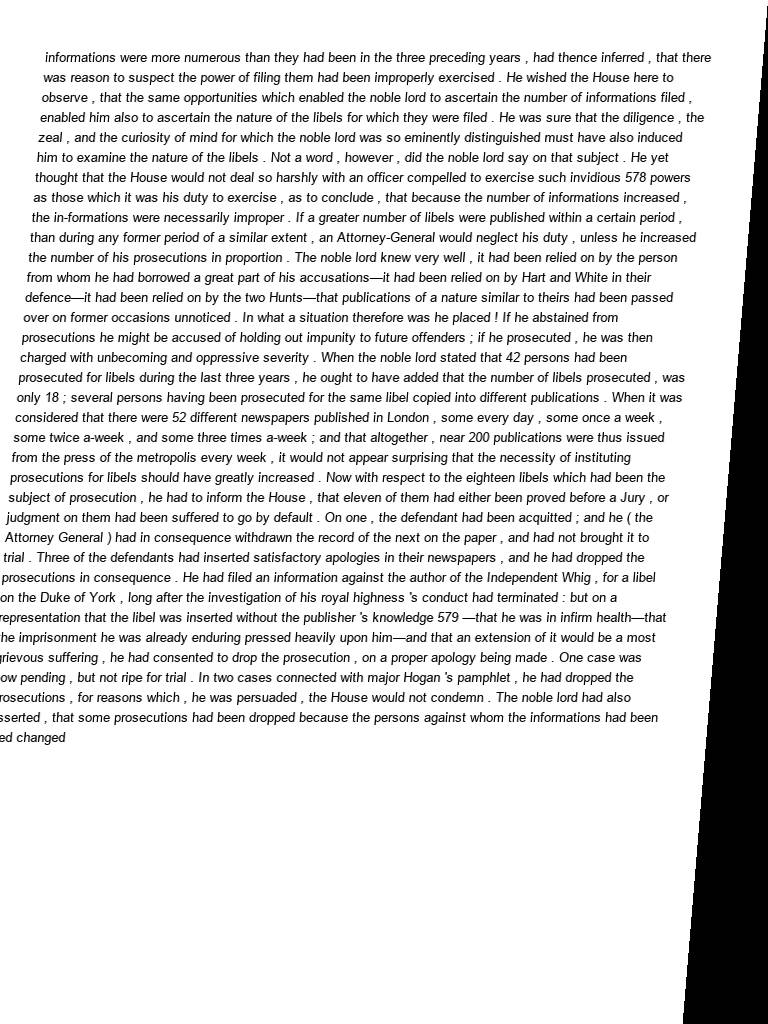 informations were more numerous than they had been in the three preceding years , had thence inferred , that there
was reason to suspect the power of filing them had been improperly exercised . He wished the House here to
observe , that the same opportunities which enabled the noble lord to ascertain the number of informations filed ,
enabled him also to ascertain the nature of the libels for which they were filed . He was sure that the diligence , the
zeal , and the curiosity of mind for which the noble lord was so eminently distinguished must have also induced
him to examine the nature of the libels . Not a word , however , did the noble lord say on that subject . He yet
thought that the House would not deal so harshly with an officer compelled to exercise such invidious 578 powers
as those which it was his duty to exercise , as to conclude , that because the number of informations increased ,
the in-formations were necessarily improper . If a greater number of libels were published within a certain period ,
than during any former period of a similar extent , an Attorney-General would neglect his duty , unless he increased
the number of his prosecutions in proportion . The noble lord knew very well , it had been relied on by the person
from whom he had borrowed a great part of his accusations—it had been relied on by Hart and White in their
defence—it had been relied on by the two Hunts—that publications of a nature similar to theirs had been passed
over on former occasions unnoticed . In what a situation therefore was he placed ! If he abstained from
prosecutions he might be accused of holding out impunity to future offenders ; if he prosecuted , he was then
charged with unbecoming and oppressive severity . When the noble lord stated that 42 persons had been
prosecuted for libels during the last three years , he ought to have added that the number of libels prosecuted , was
only 18 ; several persons having been prosecuted for the same libel copied into different publications . When it was
considered that there were 52 different newspapers published in London , some every day , some once a week ,
some twice a-week , and some three times a-week ; and that altogether , near 200 publications were thus issued
from the press of the metropolis every week , it would not appear surprising that the necessity of instituting
prosecutions for libels should have greatly increased . Now with respect to the eighteen libels which had been the
subject of prosecution , he had to inform the House , that eleven of them had either been proved before a Jury , or
judgment on them had been suffered to go by default . On one , the defendant had been acquitted ; and he ( the
Attorney General ) had in consequence withdrawn the record of the next on the paper , and had not brought it to
trial . Three of the defendants had inserted satisfactory apologies in their newspapers , and he had dropped the
prosecutions in consequence . He had filed an information against the author of the Independent Whig , for a libel
on the Duke of York , long after the investigation of his royal highness 's conduct had terminated : but on a
representation that the libel was inserted without the publisher 's knowledge 579 —that he was in infirm health—that
the imprisonment he was already enduring pressed heavily upon him—and that an extension of it would be a most
grievous suffering , he had consented to drop the prosecution , on a proper apology being made . One case was
ow pending , but not ripe for trial . In two cases connected with major Hogan 's pamphlet , he had dropped the
rosecutions , for reasons which , he was persuaded , the House would not condemn . The noble lord had also
sserted , that some prosecutions had been dropped because the persons against whom the informations had been
ed changed